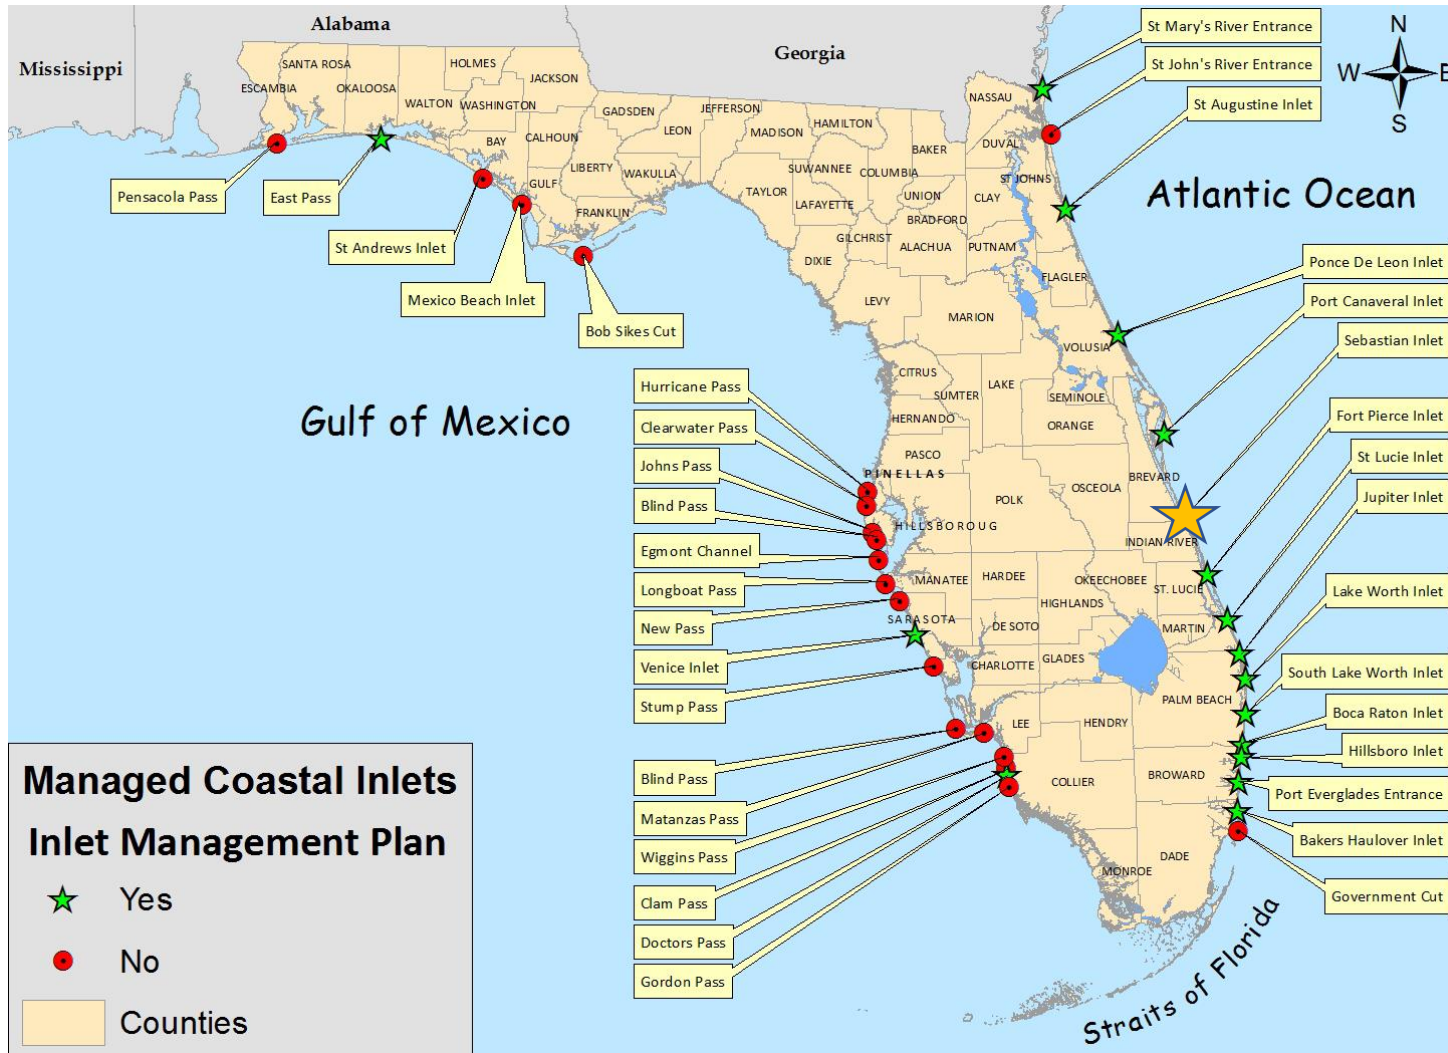 Alabama
Georgia
Mississippi
N
W
E
S
St Mary's River Entrance
St John's River Entrance
St Augustine Inlet
Atlantic Ocean
Ponce De Leon Inlet
Port Canaveral Inlet
Sebastian Inlet
Fort Pierce Inlet
St Lucie Inlet
Jupiter Inlet
Lake Worth Inlet
South Lake Worth Inlet
Boca Raton Inlet
Hillsboro Inlet
Port Everglades Entrance
Bakers Haulover Inlet
Government Cut
Straits of Florida
Pensacola Pass
East Pass
St Andrews Inlet
Mexico Beach Inlet
Bob Sikes Cut
Gulf of Mexico
Hurricane Pass
Clearwater Pass
Johns Pass
Blind Pass
Egmont Channel
Longboat Pass
New Pass
Venice Inlet
Stump Pass
Blind Pass
Matanzas Pass
Wiggins Pass
Clam Pass
Doctors Pass
Gordon Pass
ESCAMBIA
SANTA ROSA
OKALOOSA
WALTON
HOLMES
WASHINGTON
JACKSON
BAY
CALHOUN
GULF
GADSDEN
LIBERTY
FRANKLIN
LEON
WAKULLA
JEFFERSON
MADISON
TAYLOR
HAMILTON
SUWANNEE
LAFAYETTE
DIXIE
COLUMBIA
GILCHRIST
BAKER
UNION
BRADFORD
ALACHUA
LEVY
NASSAU
DUVAL
ST JOHNS
CLAY
PUTNAM
FLAGLER
MARION
VOLUSIA
CITRUS
SUMTER
LAKE
HERNANDO
SEMINOLE
ORANGE
PASCO
PINELLAS
HILLSBOROUG
POLK
OSCEOLA
BREVARD
INDIAN RIVER
MANATEE
HARDEE
OKEECHOBEE
HIGHLANDS
ST. LUCIE
SARASOTA
DE SOTO
MARTIN
CHARLOTTE
GLADES
PALM BEACH
LEE
HENDRY
COLLIER
BROWARD
DADE
MONROE
Managed Coastal Inlets
Inlet Management Plan
Yes
No
Counties